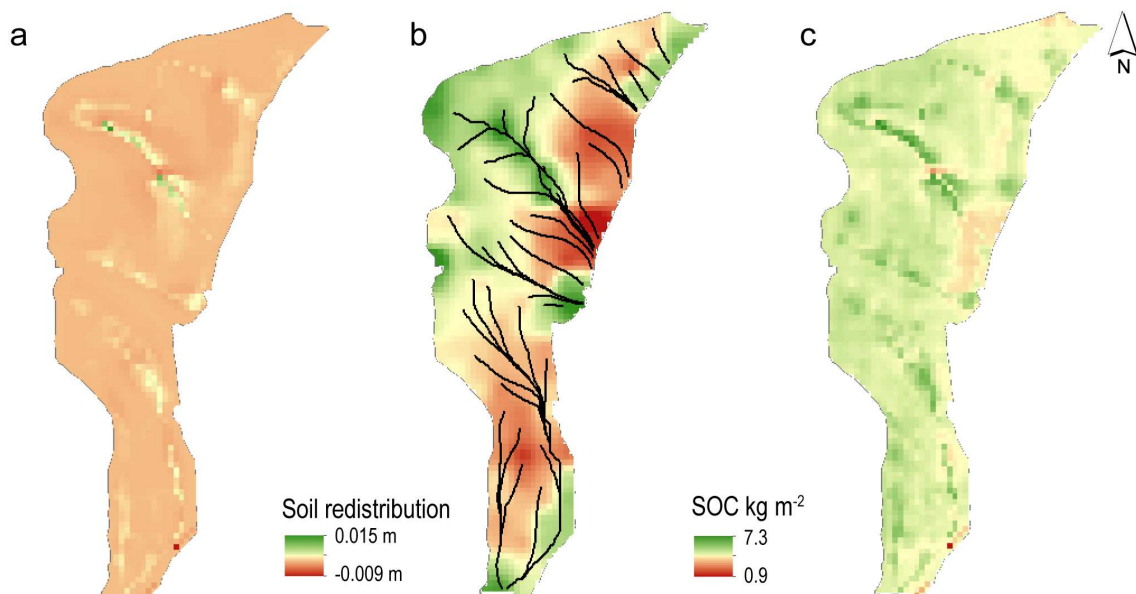 a
b
c
N
Soil redistribution
0.015 m
-0.009 m
SOC kg m⁻²
7.3
0.9